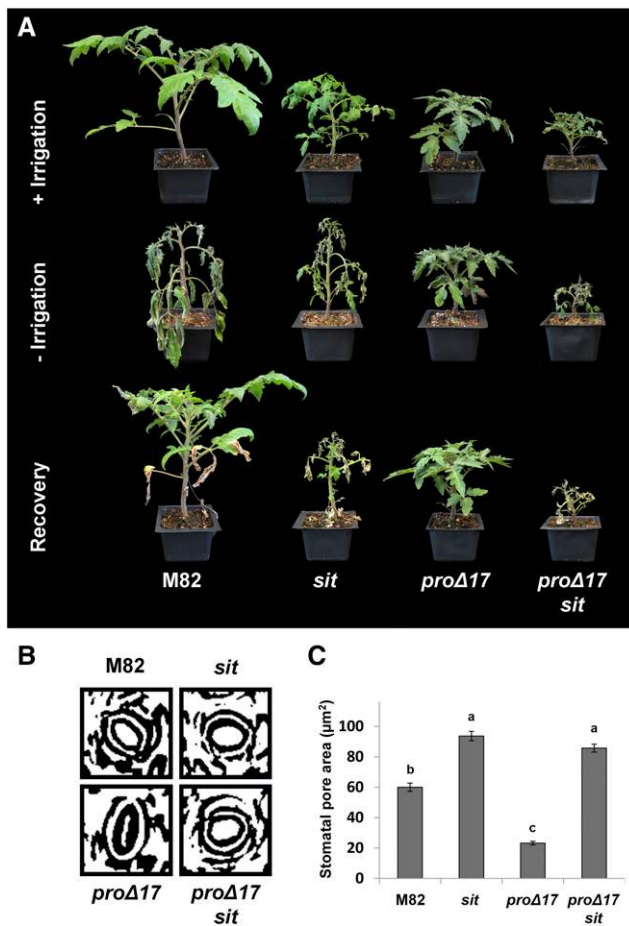 A
+ Irrigation
- Irrigation
Recovery
M82
sit
proΔ17
proΔ17
sit
B
M82
sit
proΔ17
proΔ17
sit
C
Stomatal pore area (μm²)
100
80
60
40
20
0
b
a
c
a
M82
sit
proΔ17
proΔ17
sit